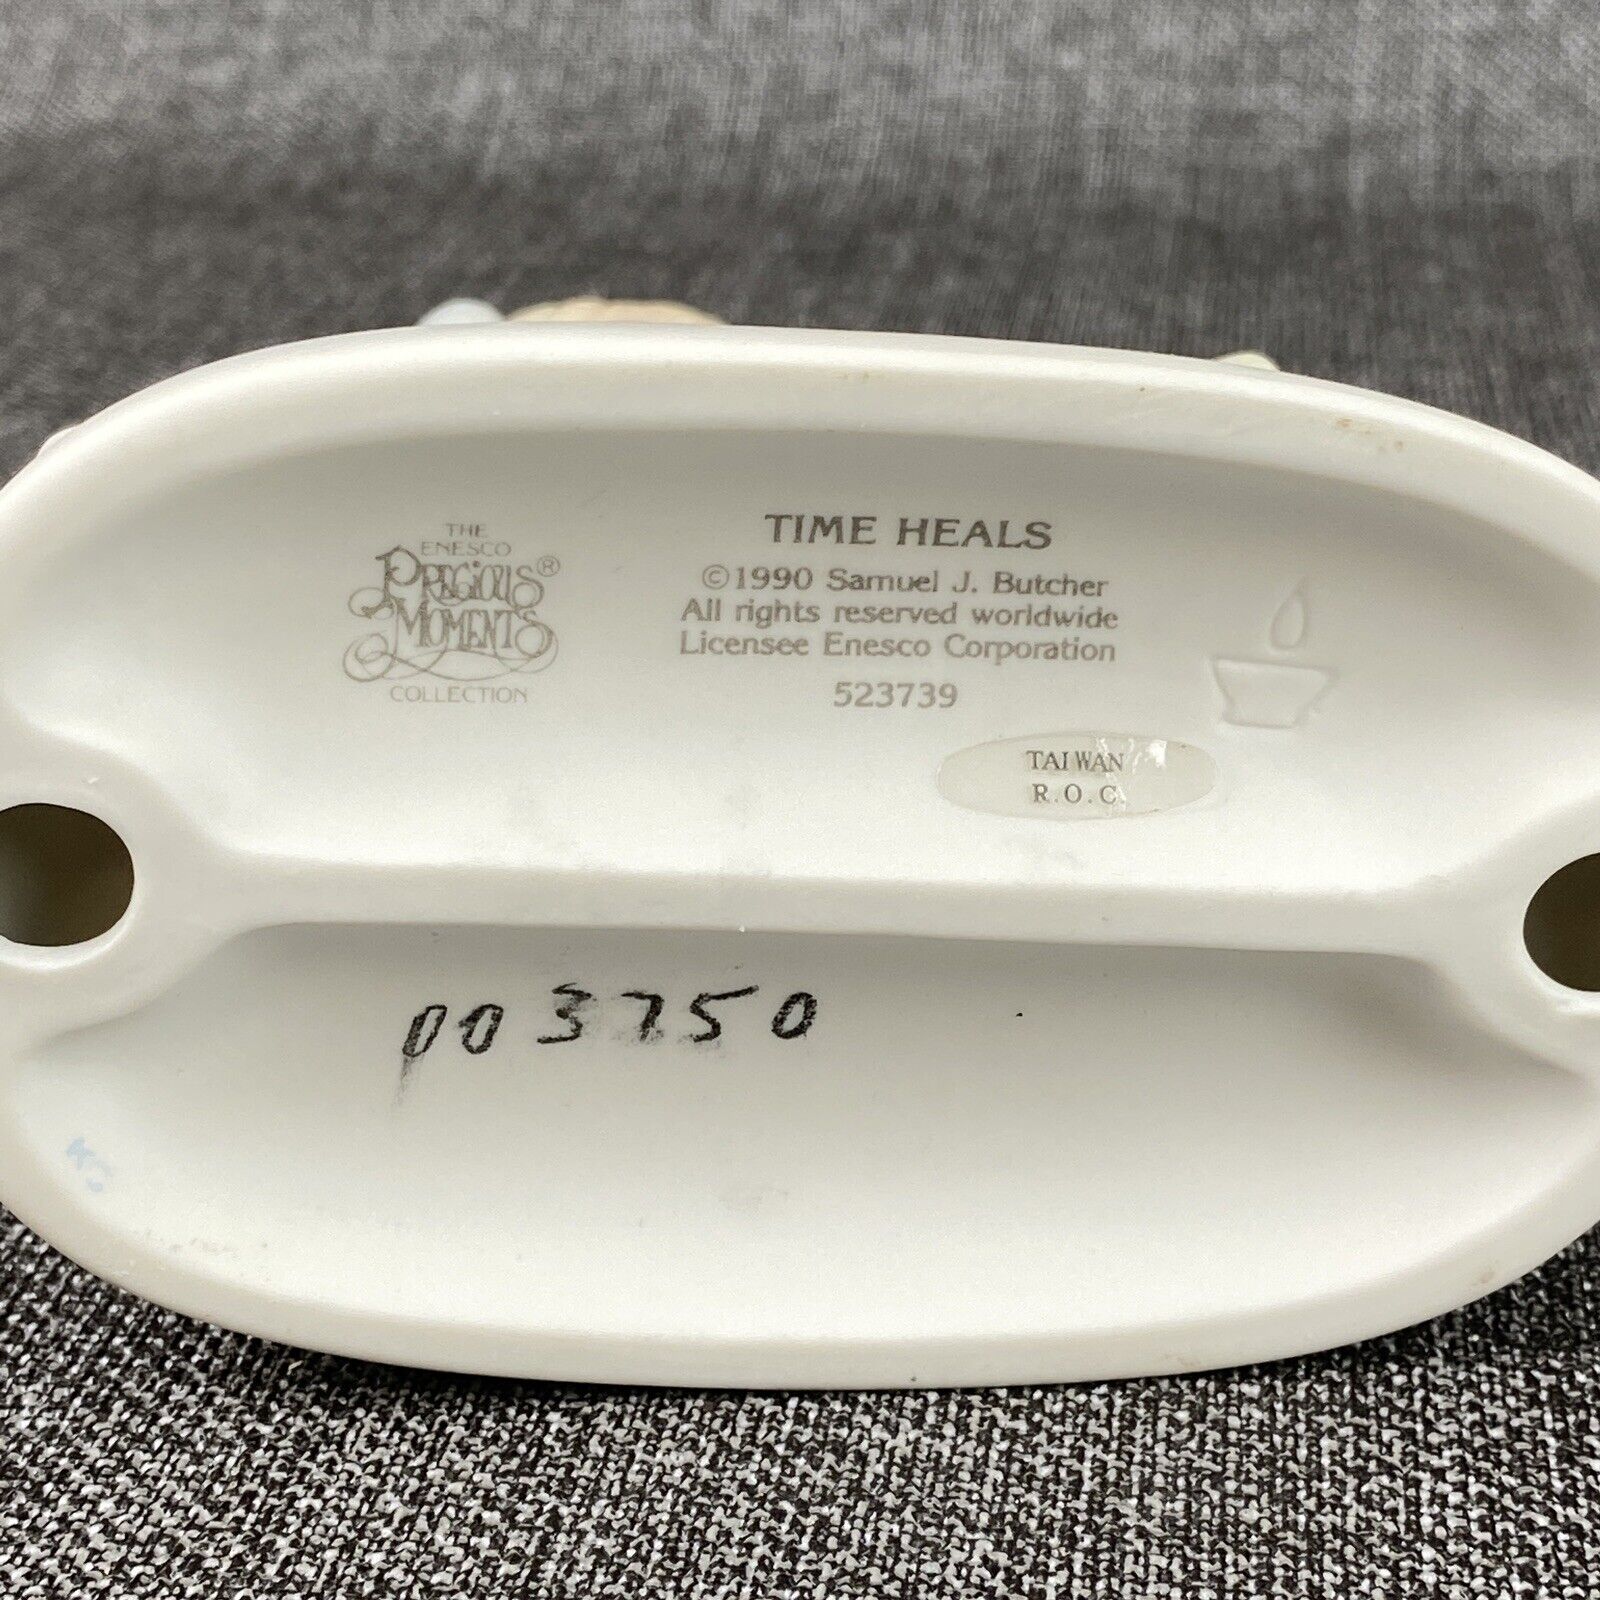 THE
ENESCO
PRECIOUS®
MOMENTS
COLLECTION
TIME HEALS
©1990 Samuel J. Butcher
All rights reserved worldwide
Licensee Enesco Corporation
523739
TAIWAN
R.O.C.
003750